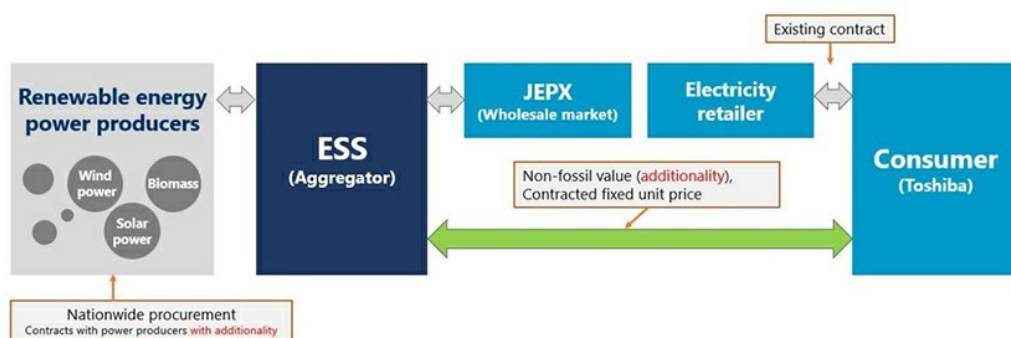 Existing contract
Renewable energy
power producers
Wind
power
Biomass
Solar
power
ESS
(Aggregator)
JEPX
(Wholesale market)
Electricity
retailer
Consumer
(Toshiba)
Non-fossil value (additionality),
Contracted fixed unit price
Nationwide procurement
Contracts with power producers with additionality